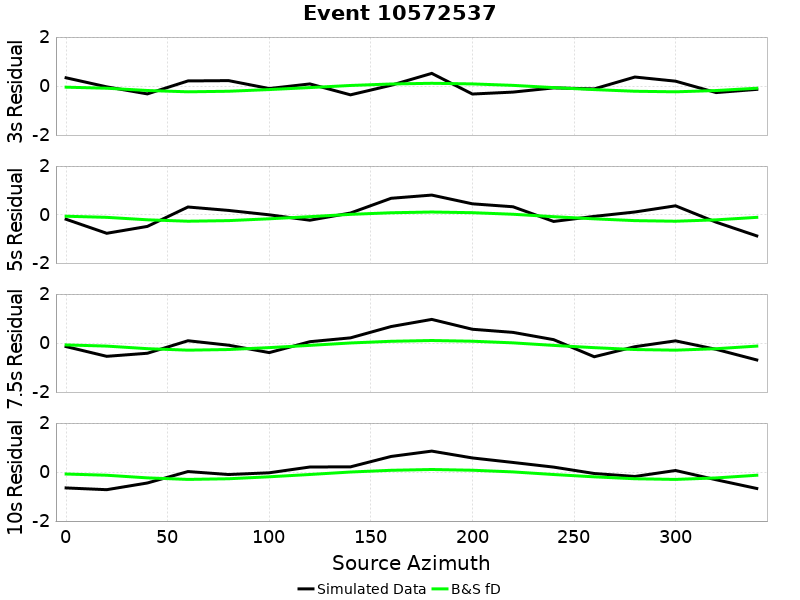 Event 10572537
3s Residual
2
0
-2
5s Residual
2
0
-2
7.5s Residual
2
0
-2
10s Residual
2
0
-2
0 50 100 150 200 250 300
Source Azimuth
Simulated Data B&S fD